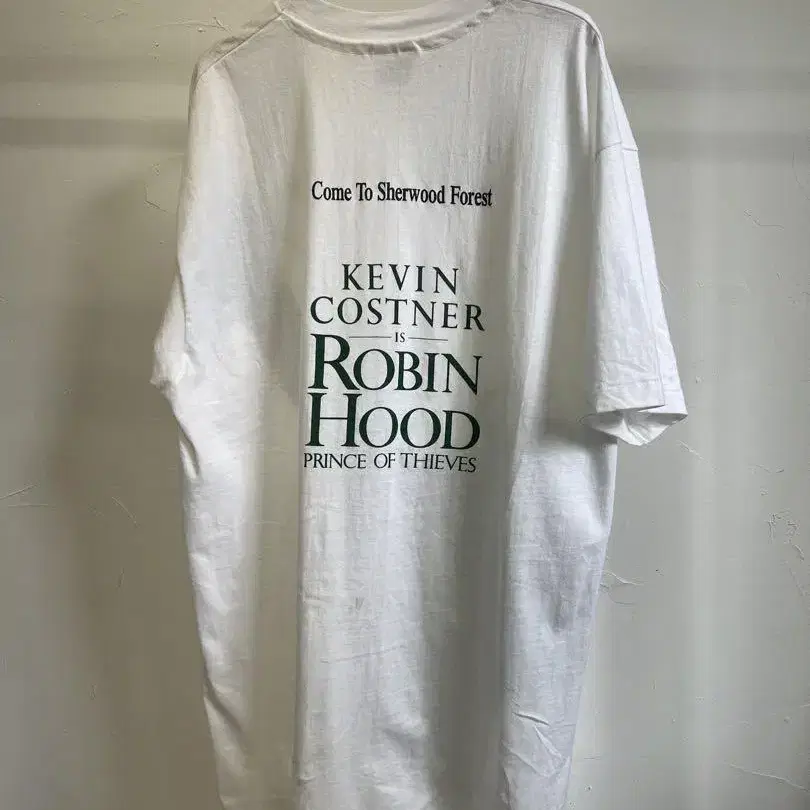 Come To Sherwood Forest
KEVIN
COSTNER
IS
ROBIN
HOOD
PRINCE OF THIEVES